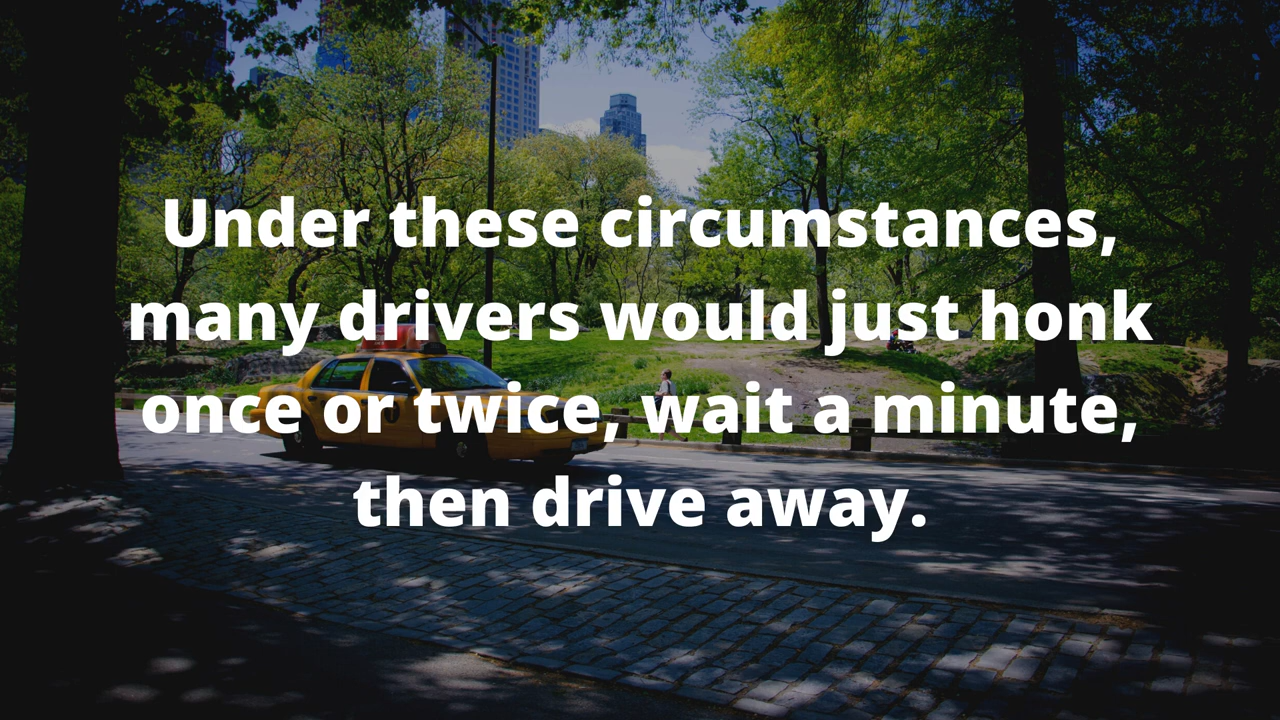 Under these circumstances,
many drivers would just honk
once or twice, wait a minute,
then drive away.